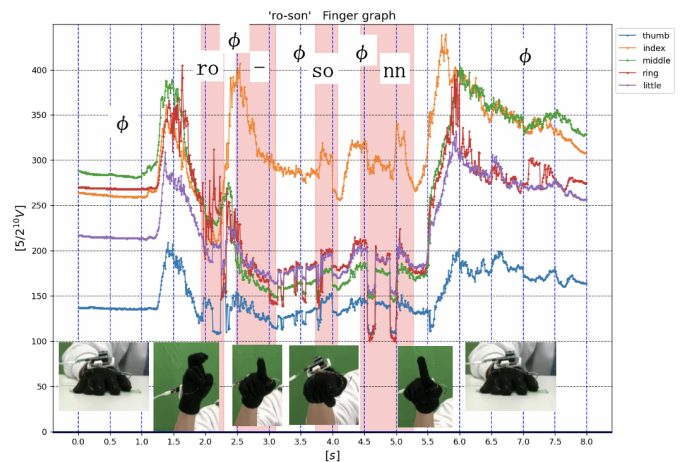 'ro-son' Finger graph
thumb
index
middle
ring
little
[5/2¹⁰V]
400
350
300
250
200
150
100
50
0
ϕ ϕ ϕ ϕ ϕ
ro – so nn
0.0 0.5 1.0 1.5 2.0 2.5 3.0 3.5 4.0 4.5 5.0 5.5 6.0 6.5 7.0 7.5 8.0
[s]